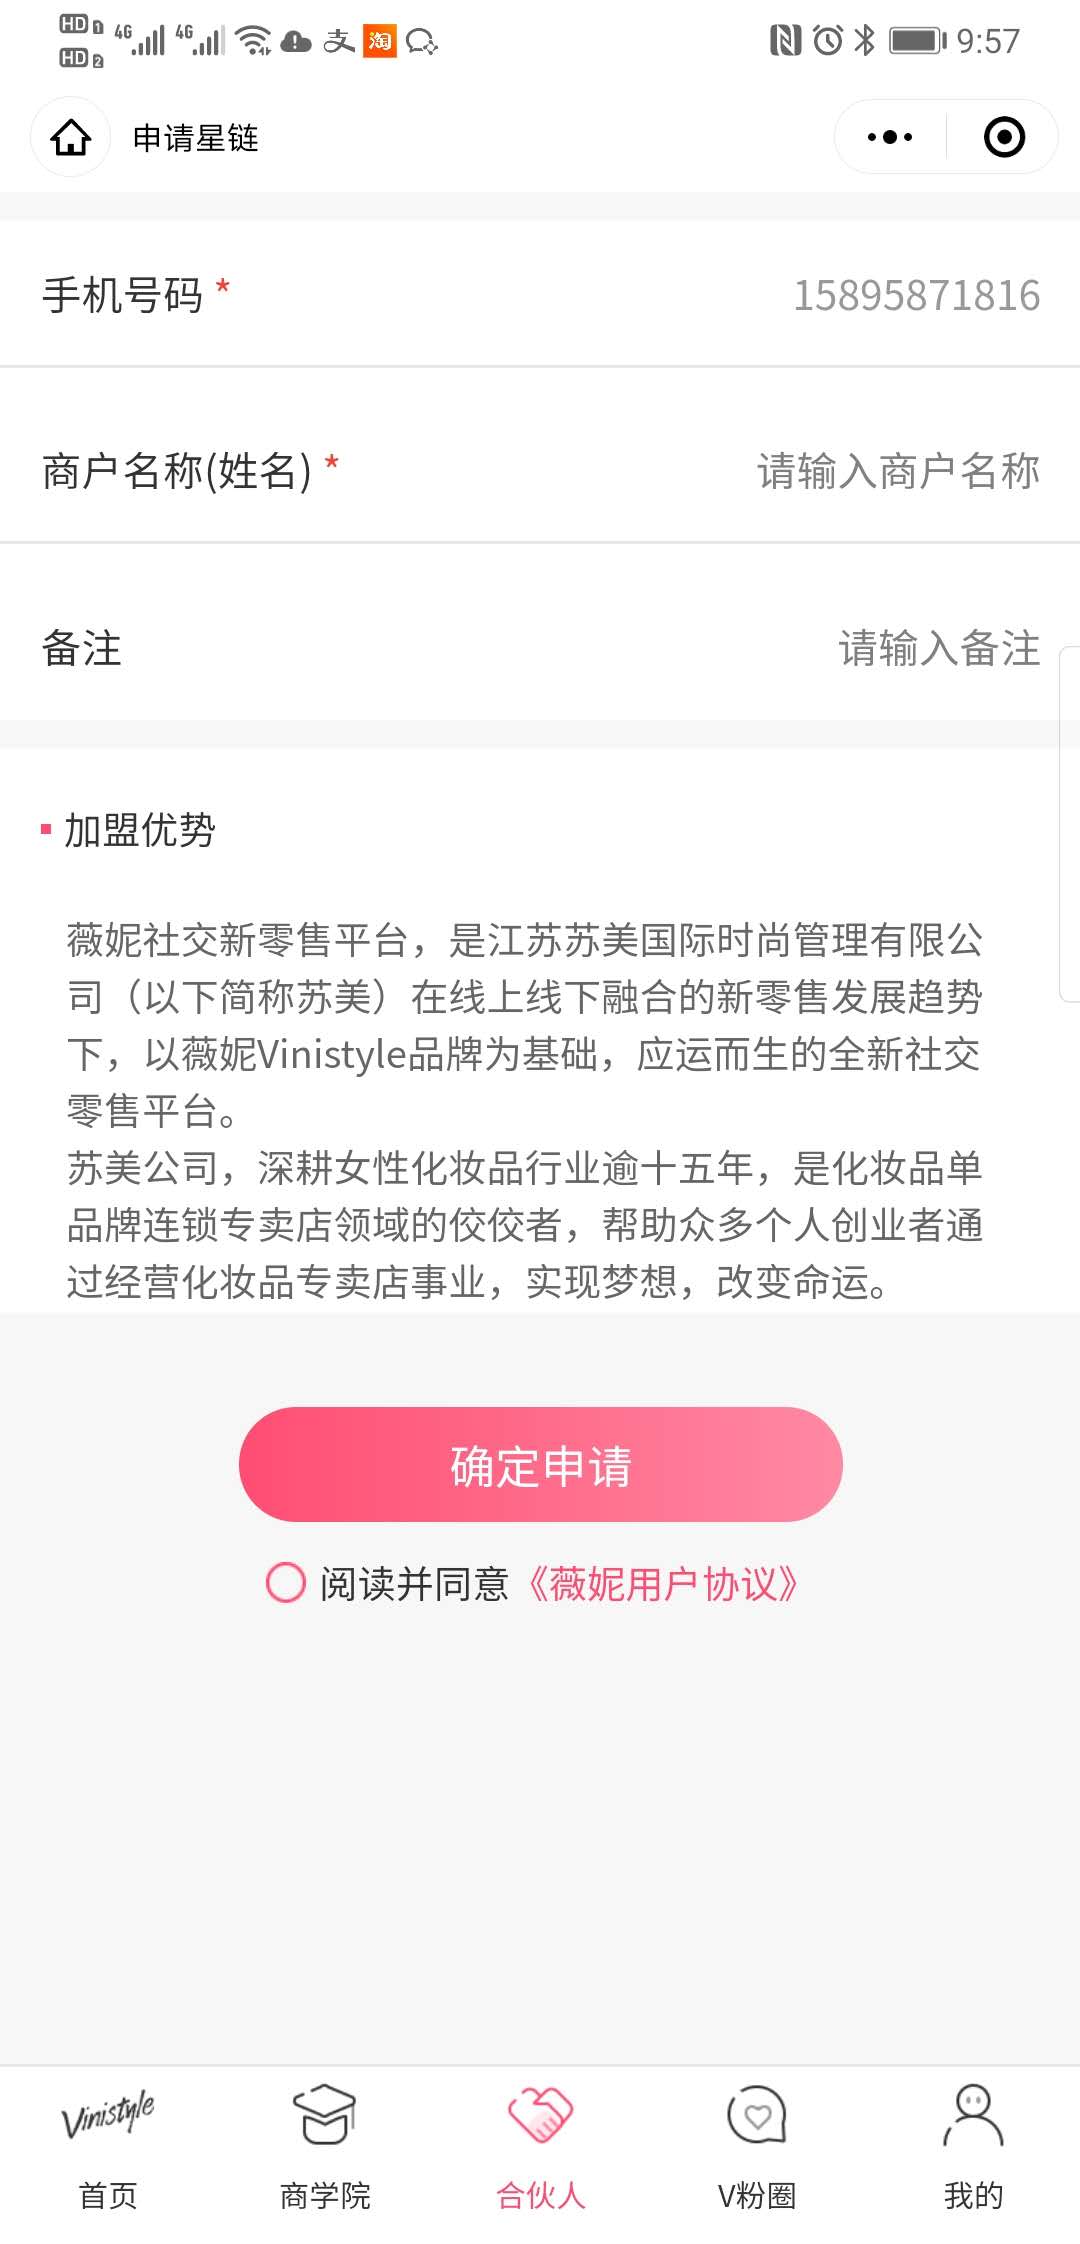 HD 1 4G 4G 支 淘 N 9:57
HD 2
申请星链
手机号码 * 15895871816
商户名称(姓名) * 请输入商户名称
备注 请输入备注
加盟优势
薇妮社交新零售平台，是江苏苏美国际时尚管理有限公
司（以下简称苏美）在线上线下融合的新零售发展趋势
下，以薇妮Vinistyle品牌为基础，应运而生的全新社交
零售平台。
苏美公司，深耕女性化妆品行业逾十五年，是化妆品单
品牌连锁专卖店领域的佼佼者，帮助众多个人创业者通
过经营化妆品专卖店事业，实现梦想，改变命运。
确定申请
阅读并同意《薇妮用户协议》
Vinistyle
首页 商学院 合伙人 V粉圈 我的